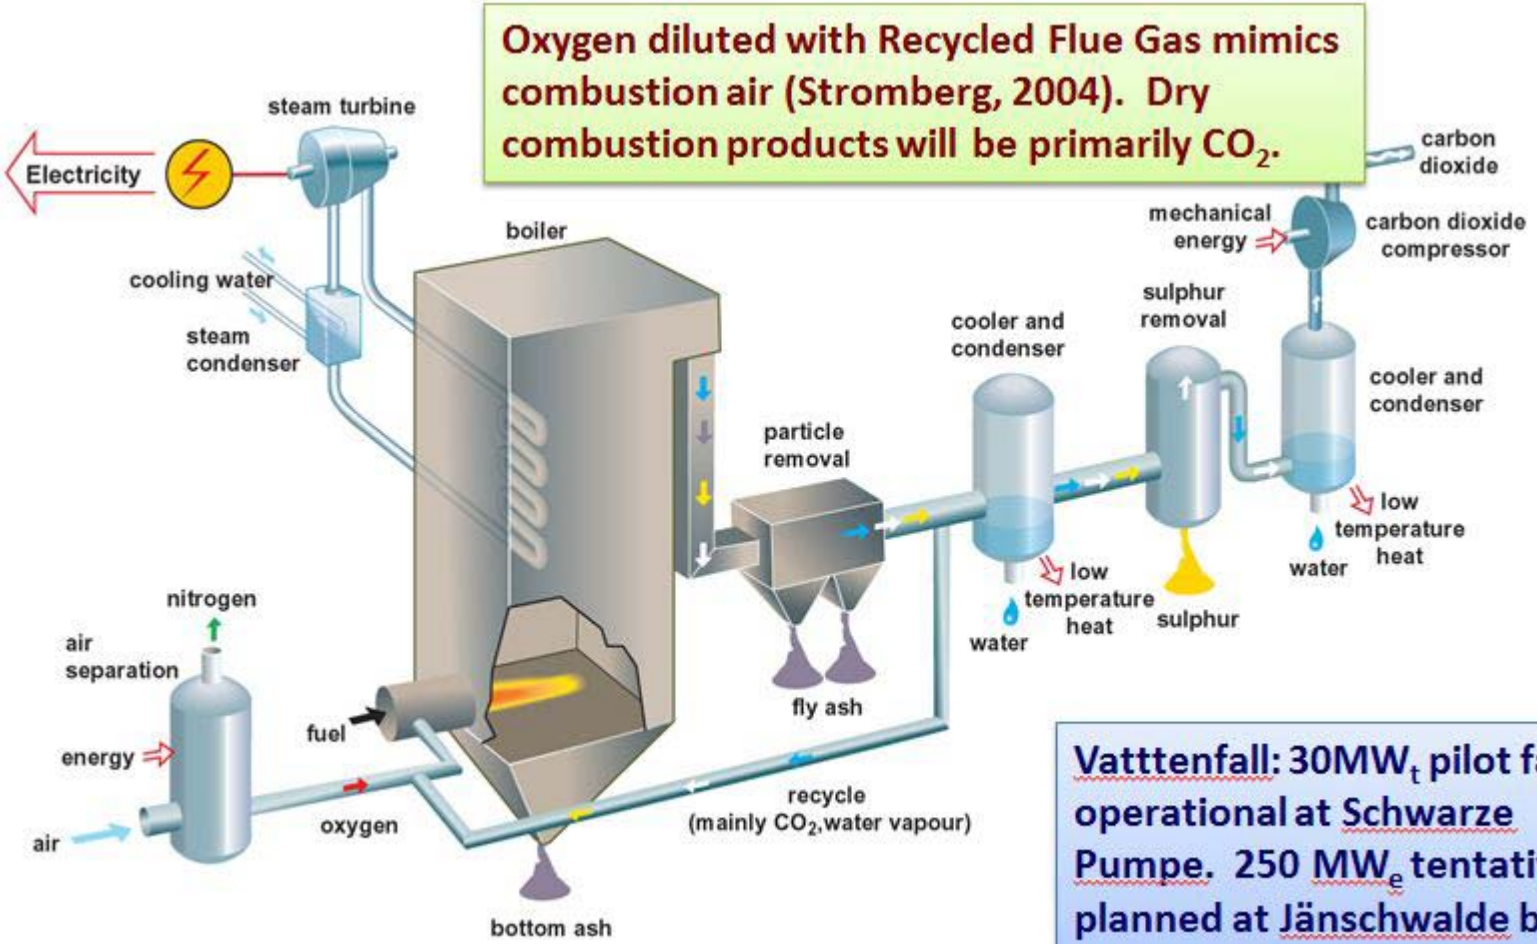 Oxygen diluted with Recycled Flue Gas mimics
combustion air (Stromberg, 2004). Dry
combustion products will be primarily CO₂.
steam turbine
Electricity
cooling water
steam
condenser
boiler
particle
removal
cooler and
condenser
sulphur
removal
mechanical
energy
carbon
dioxide
carbon dioxide
compressor
cooler and
condenser
low
temperature
heat
water
sulphur
low
temperature
heat
water
fly ash
nitrogen
air
separation
energy
air
oxygen
fuel
recycle
(mainly CO₂,water vapour)
bottom ash
Vatttenfall: 30MWₜ pilot
operational at Schwarze
Pumpe. 250 MWₑ
planned at Jänschwalde